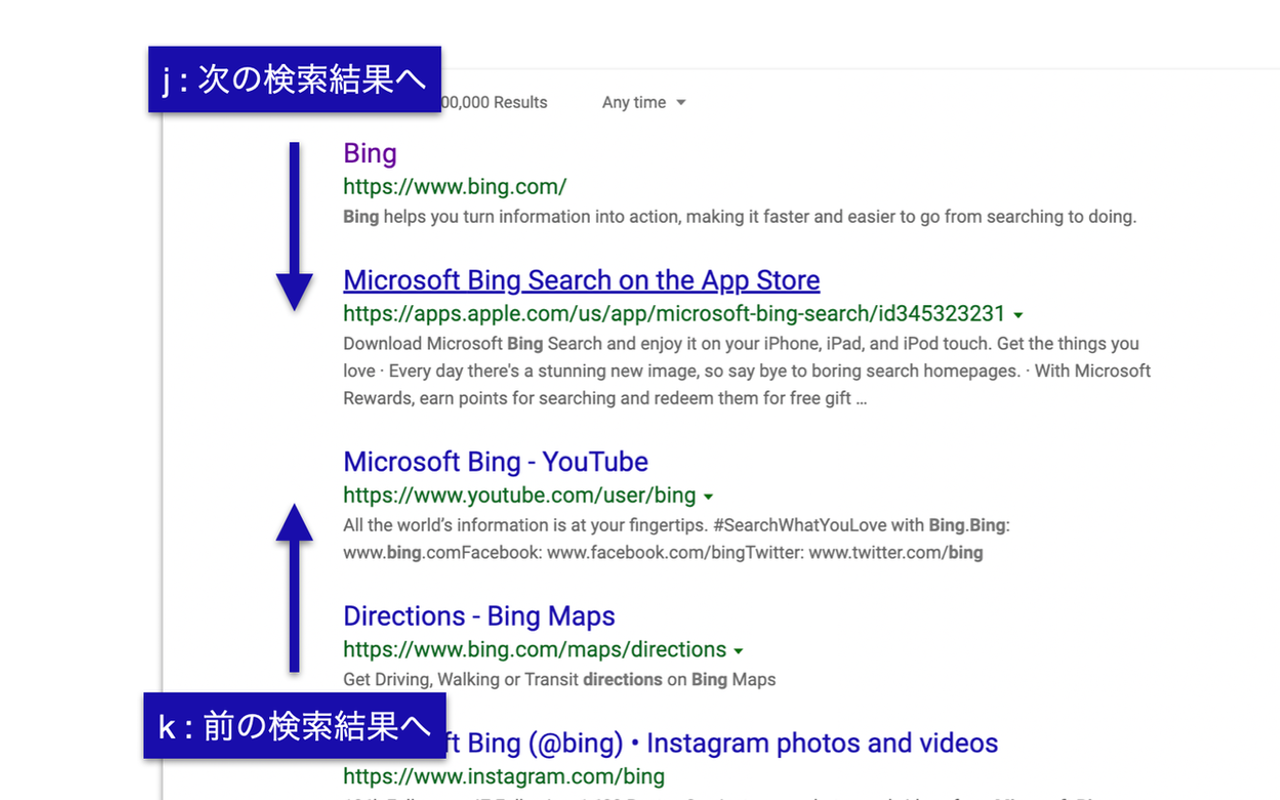 j : 次の検索結果へ
00,000 Results Any time
Bing
https://www.bing.com/
Bing helps you turn information into action, making it faster and easier to go from searching to doing.
Microsoft Bing Search on the App Store
https://apps.apple.com/us/app/microsoft-bing-search/id345323231
Download Microsoft Bing Search and enjoy it on your iPhone, iPad, and iPod touch. Get the things you
love · Every day there's a stunning new image, so say bye to boring search homepages. · With Microsoft
Rewards, earn points for searching and redeem them for free gift ...
Microsoft Bing - YouTube
https://www.youtube.com/user/bing
All the world’s information is at your fingertips. #SearchWhatYouLove with Bing.Bing:
www.bing.comFacebook: www.facebook.com/bingTwitter: www.twitter.com/bing
Directions - Bing Maps
https://www.bing.com/maps/directions
Get Driving, Walking or Transit directions on Bing Maps
k : 前の検索結果へ
ft Bing (@bing) • Instagram photos and videos
https://www.instagram.com/bing